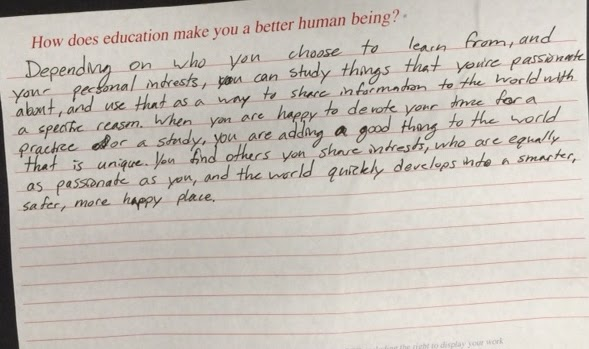 How does education make you a better human being?
Depending on who you choose to learn from, and
your personal intrests, you can study things that you're passionate
about, and use that as a way to share information to the world with
a specific reason. When you are happy to devote your time for a
practice or a study, you are adding a good thing to the world
that is unique. You find others you share intrests, who are equally
as passionate as you, and the world quickly develops into a smarter,
safer, more happy place.
the right to display your work